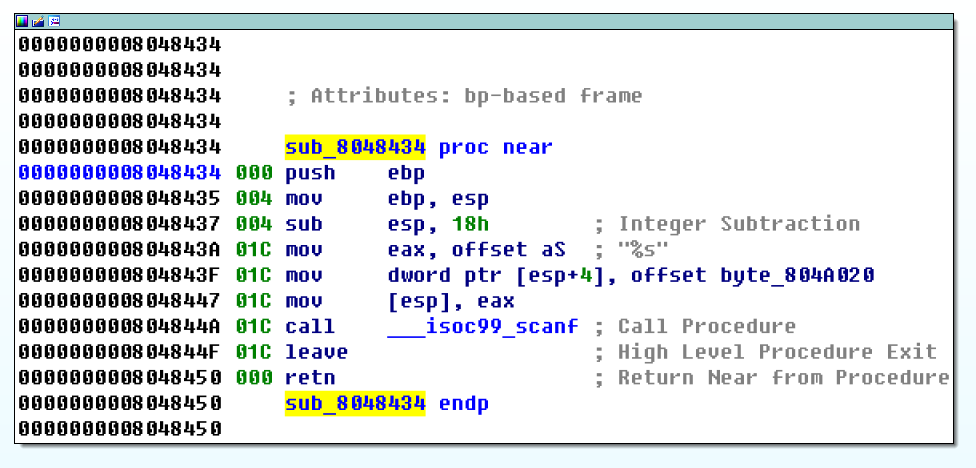 0000000008048434
0000000008048434
0000000008048434 ; Attributes: bp-based frame
0000000008048434
0000000008048434 sub_8048434 proc near
0000000008048434 000 push ebp
0000000008048435 004 mov ebp, esp
0000000008048437 004 sub esp, 18h ; Integer Subtraction
000000000804843A 01C mov eax, offset aS ; "%s"
000000000804843F 01C mov dword ptr [esp+4], offset byte_804A020
0000000008048447 01C mov [esp], eax
000000000804844A 01C call ___isoc99_scanf ; Call Procedure
000000000804844F 01C leave ; High Level Procedure Exit
0000000008048450 000 retn ; Return Near from Procedure
0000000008048450 sub_8048434 endp
0000000008048450